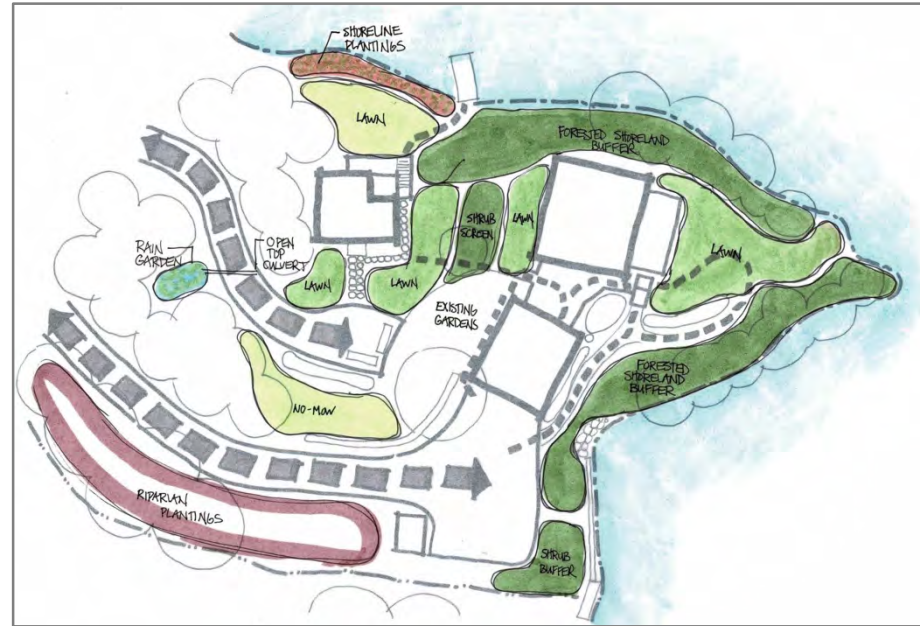 SHORELINE
PLANTINGS
LAWN
FORESTED SHORELAND
BUFFER
RAIN
GARDEN
OPEN
TOP
CULVERT
SHRUB
SCREEN
LAWN
LAWN
LAWN
LAWN
EXISTING
GARDENS
FORESTED
SHORELAND
BUFFER
NO-MOW
RIPARIAN
PLANTINGS
SHRUB
BUFFER